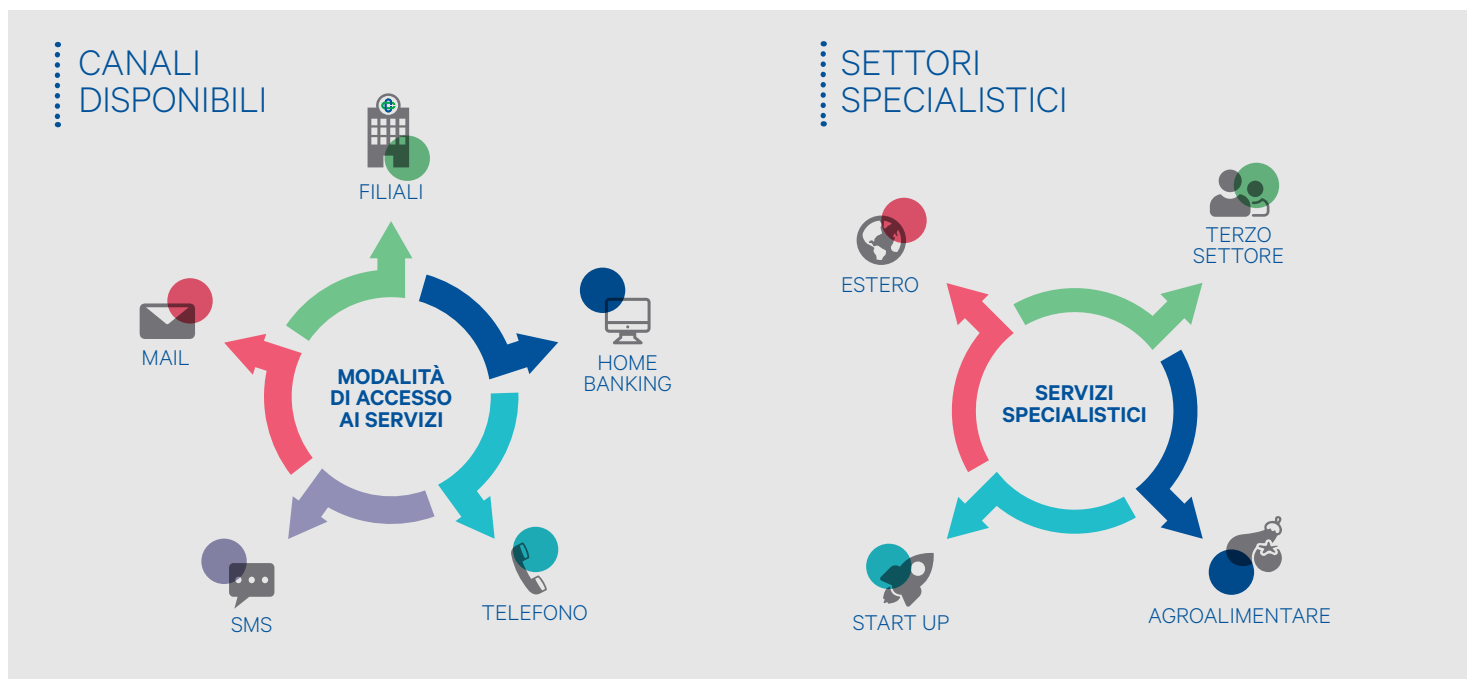 CANALI
DISPONIBILI
FILIALI
HOME
BANKING
MAIL
MODALITÀ
DI ACCESSO
AI SERVIZI
SMS
TELEFONO
SETTORI
SPECIALISTICI
TERZO
SETTORE
ESTERO
SERVIZI
SPECIALISTICI
START UP
AGROALIMENTARE